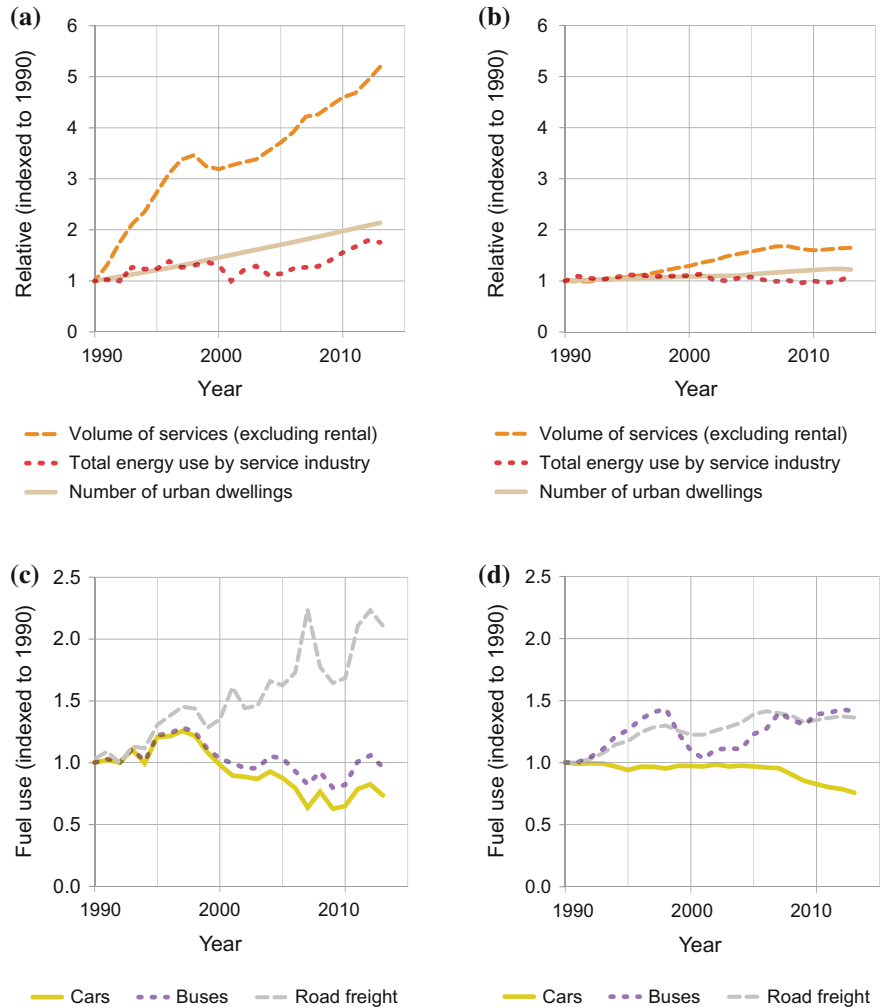 (a)
Relative (indexed to 1990)
6
5
4
3
2
1
0
1990 2000 2010
Year
Volume of services (excluding rental)
Total energy use by service industry
Number of urban dwellings
(b)
Relative (indexed to 1990)
6
5
4
3
2
1
0
1990 2000 2010
Year
Volume of services (excluding rental)
Total energy use by service industry
Number of urban dwellings
(c)
Fuel use (indexed to 1990)
2.5
2.0
1.5
1.0
0.5
0.0
1990 2000 2010
Year
Cars Buses Road freight
(d)
Fuel use (indexed to 1990)
2.5
2.0
1.5
1.0
0.5
0.0
1990 2000 2010
Year
Cars Buses Road freight